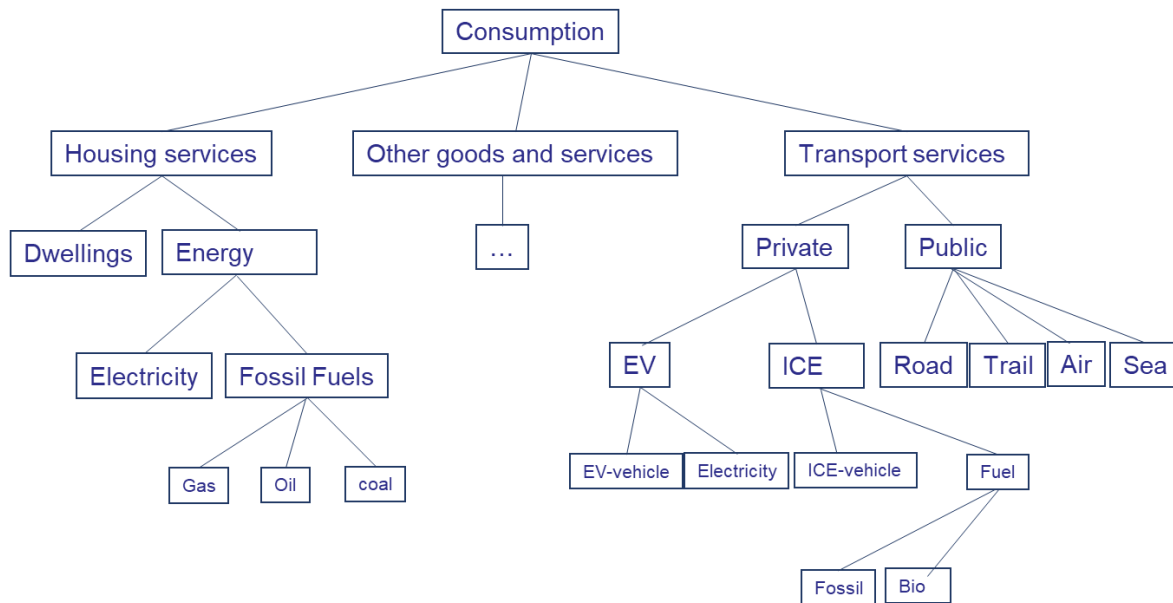 Consumption
Housing services
Other goods and services
Transport services
Dwellings
Energy
...
Private
Public
Electricity
Fossil Fuels
EV
ICE
Road
Trail
Air
Sea
Gas
Oil
coal
EV-vehicle
Electricity
ICE-vehicle
Fuel
Fossil
Bio